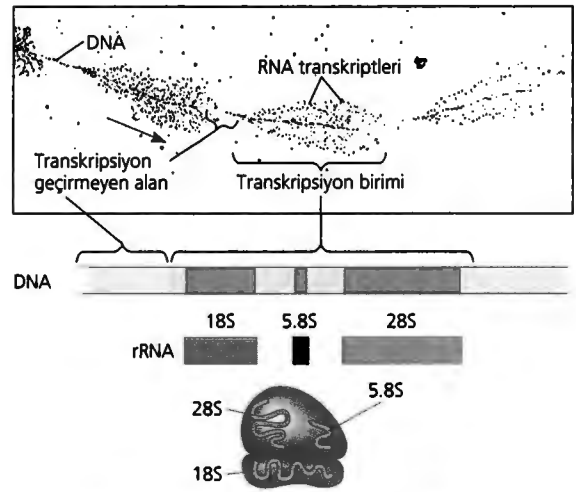 DNA
RNA transkriptleri
Transkripsiyon
geçirmeyen alan
Transkripsiyon birimi
DNA
18S 5.8S 28S
rRNA
28S
5.8S
18S